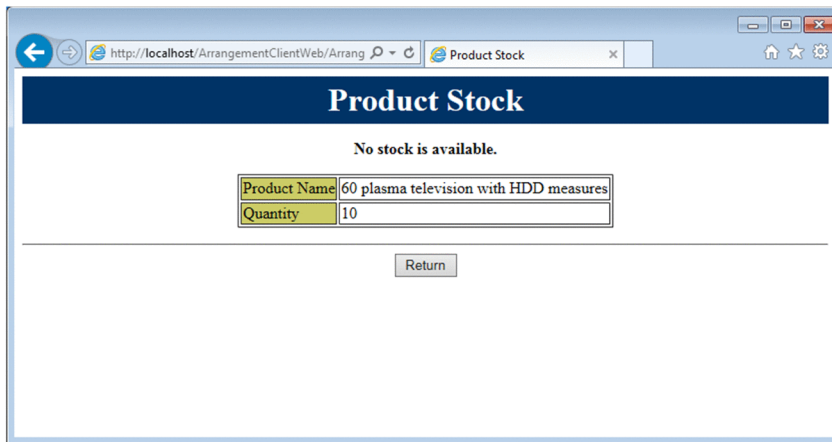 http://localhost/ArrangementClientWeb/Arrang
Product Stock
Product Stock
No stock is available.
Product Name 60 plasma television with HDD measures
Quantity 10
Return